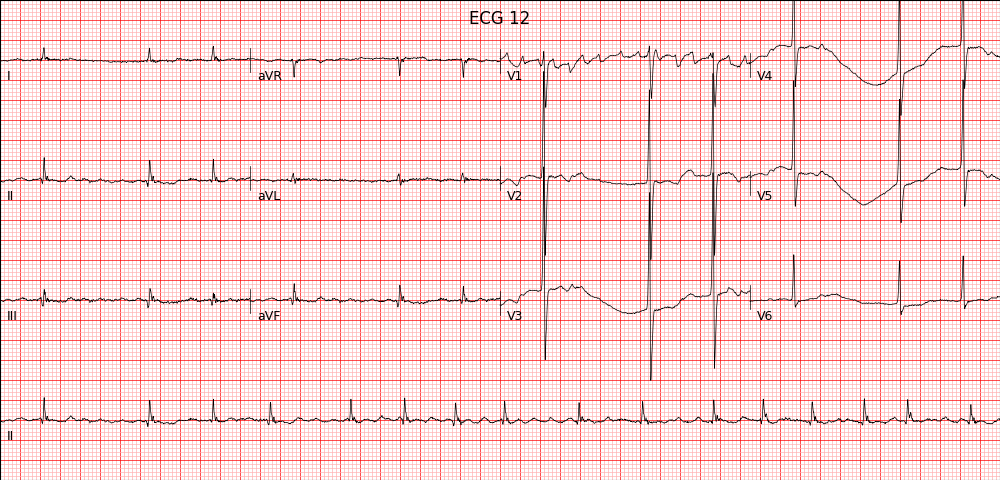 ECG 12
I aVR V1 V4
II aVL V2 V5
III aVF V3 V6
II